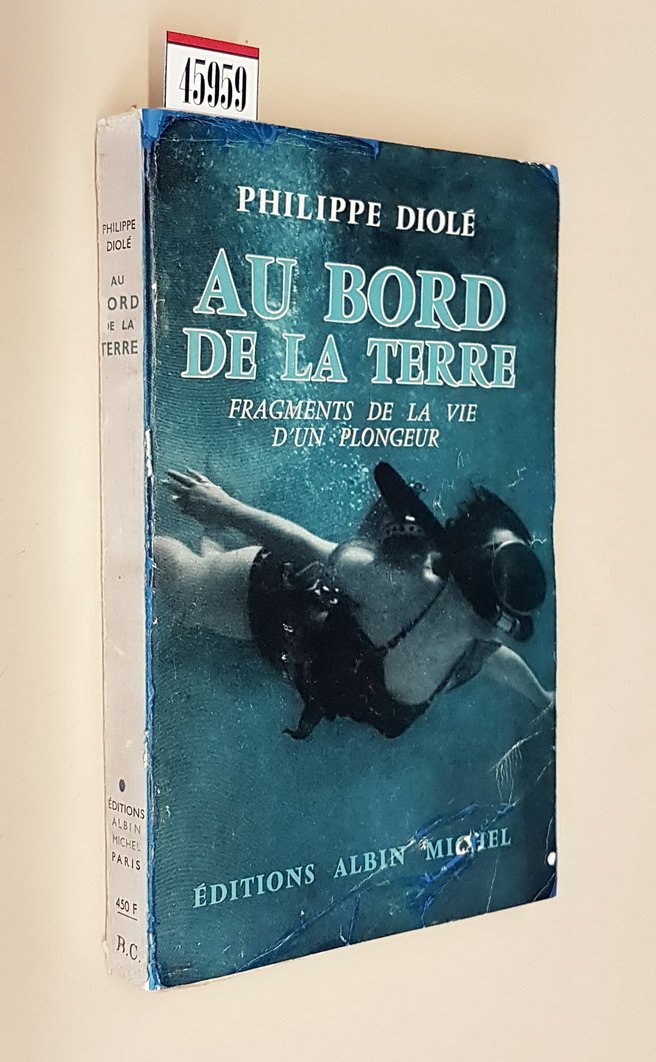 45959
PHILIPPE DIOLÉ
AU BORD
DE LA TERRE
FRAGMENTS DE LA VIE
D'UN PLONGEUR
ÉDITIONS ALBIN MICHEL
PHILIPPE
DIOLÉ
AU
ORD
DE LA
TERRE
ÉDITIONS
ALBIN
MICHEL
PARIS
450 F
B.C.